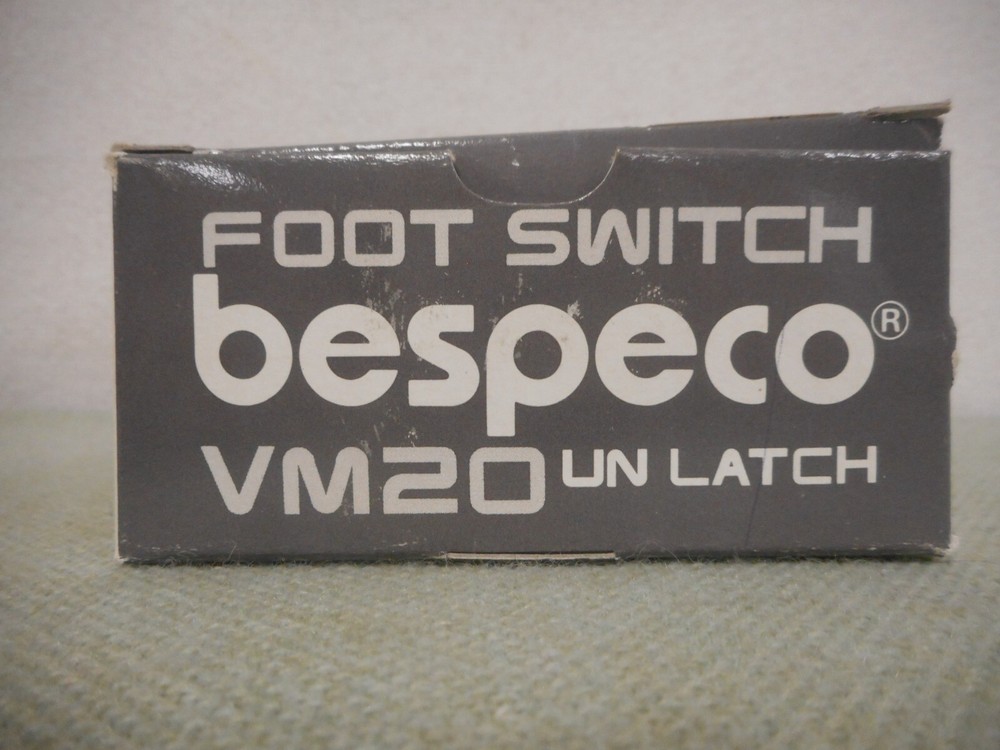 FOOT SWITCH
bespeco®
VM20 UN LATCH